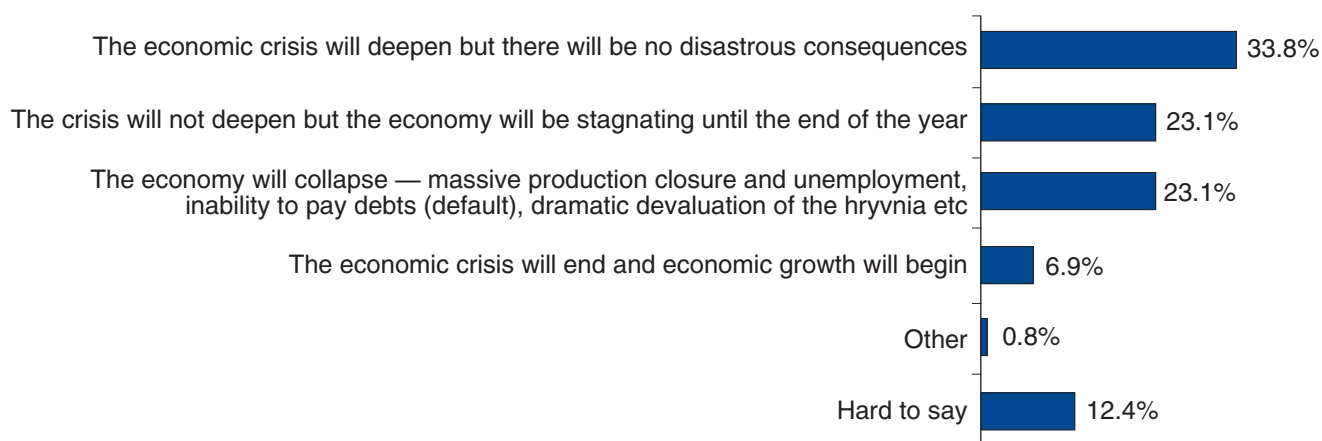 The economic crisis will deepen but there will be no disastrous consequences 33.8%
The crisis will not deepen but the economy will be stagnating until the end of the year 23.1%
The economy will collapse — massive production closure and unemployment,
inability to pay debts (default), dramatic devaluation of the hryvnia etc 23.1%
The economic crisis will end and economic growth will begin 6.9%
Other 0.8%
Hard to say 12.4%